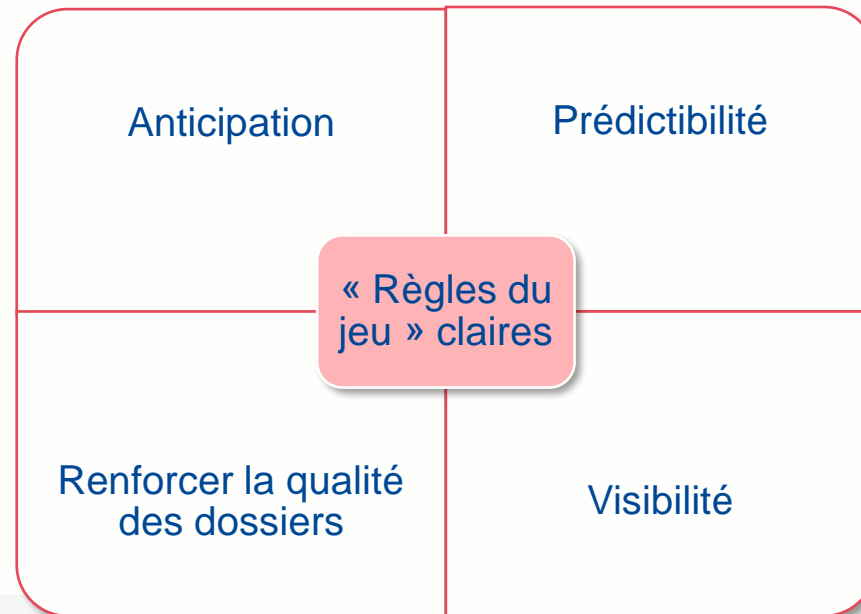 Anticipation
Prédictibilité
« Règles du
jeu » claires
Renforcer la qualité
des dossiers
Visibilité